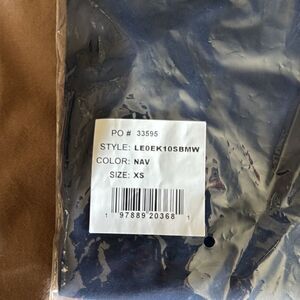 PO # 33595
STYLE: LE0EK10SBMW
COLOR: NAV
SIZE: XS
1 97889 20368 1